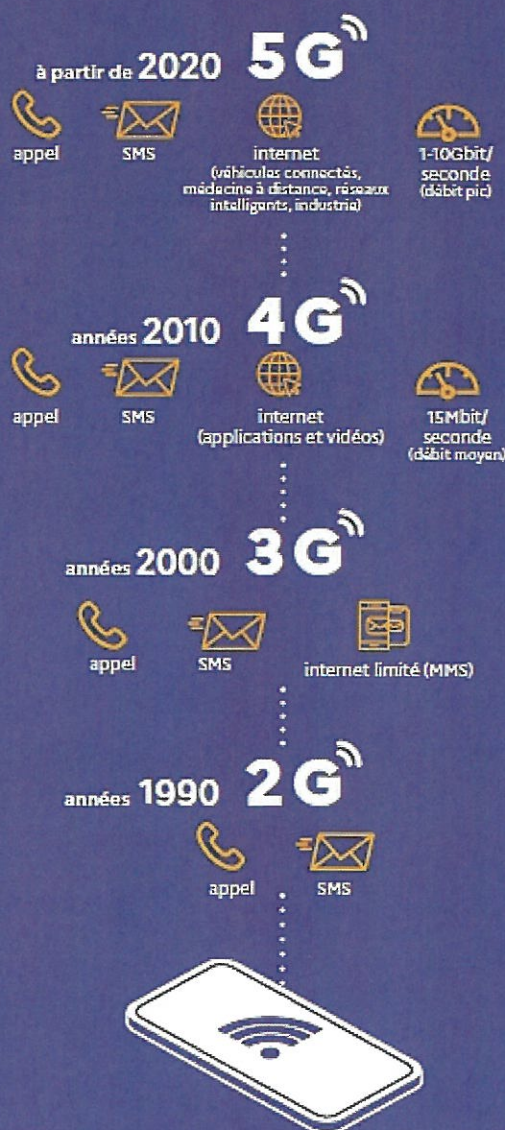 à partir de 2020 5G
appel
SMS
internet
(véhicules connectés,
médecine à distance, réseaux
intelligents, industrie)
1-10Gbit/
seconde
(débit pic)
années 2010 4G
appel
SMS
internet
(applications et vidéos)
15Mbit/
seconde
(débit moyen)
années 2000 3G
appel
SMS
internet limité (MMS)
années 1990 2G
appel
SMS